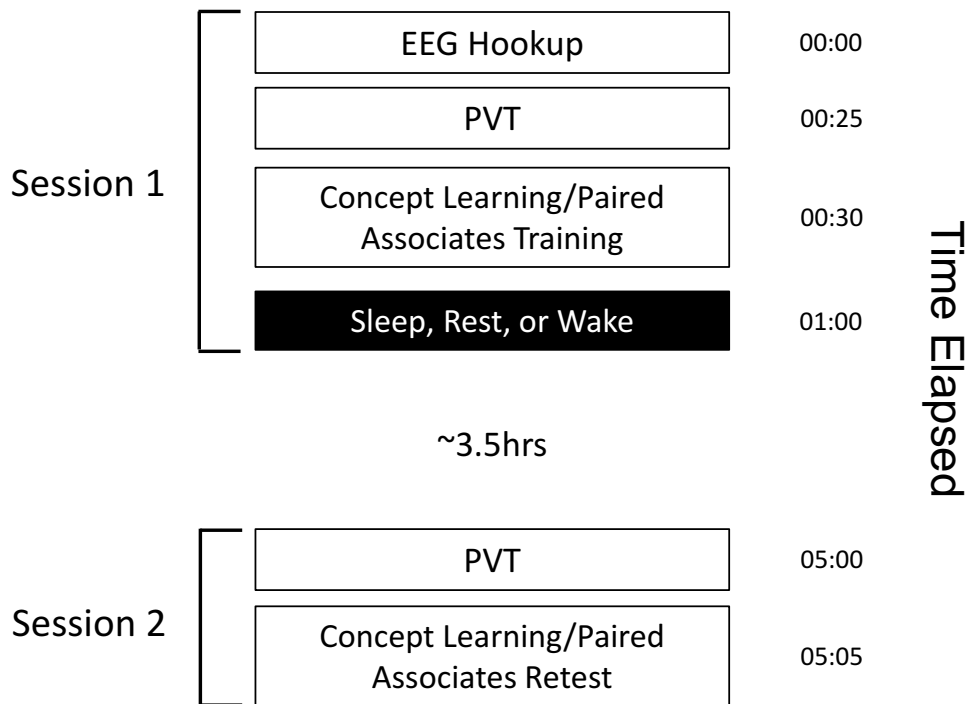 EEG Hookup
00:00
PVT
00:25
Session 1
Concept Learning/Paired
Associates Training
00:30
Sleep, Rest, or Wake
01:00
~3.5hrs
Time Elapsed
PVT
05:00
Session 2
Concept Learning/Paired
Associates Retest
05:05